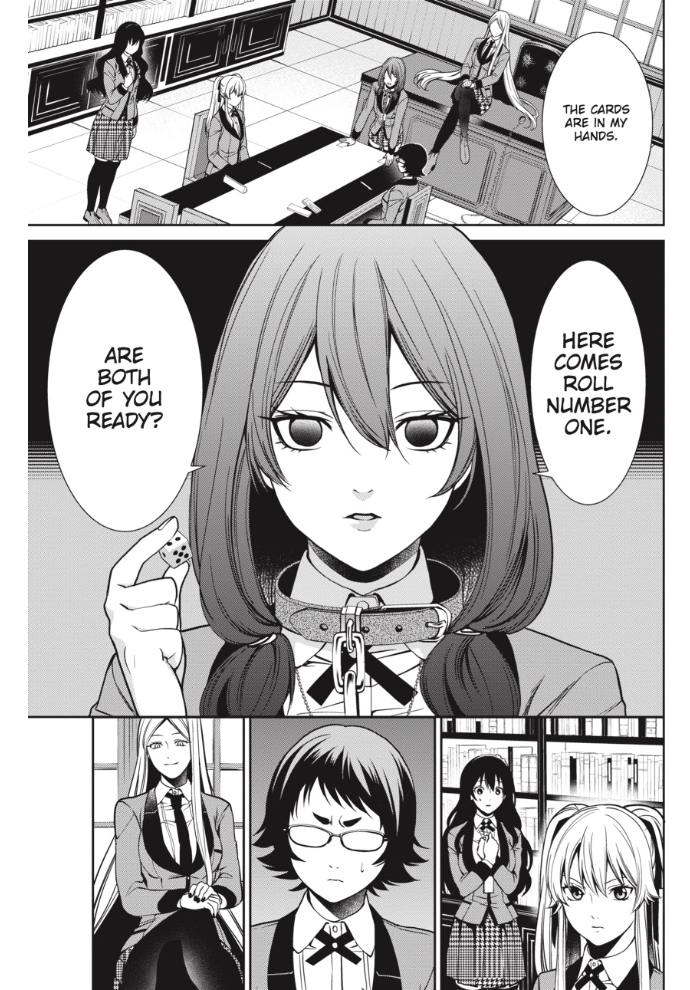 THE CARDS
ARE IN MY
HANDS.
HERE
COMES
ROLL
NUMBER
ONE.
ARE
BOTH
OF YOU
READY?